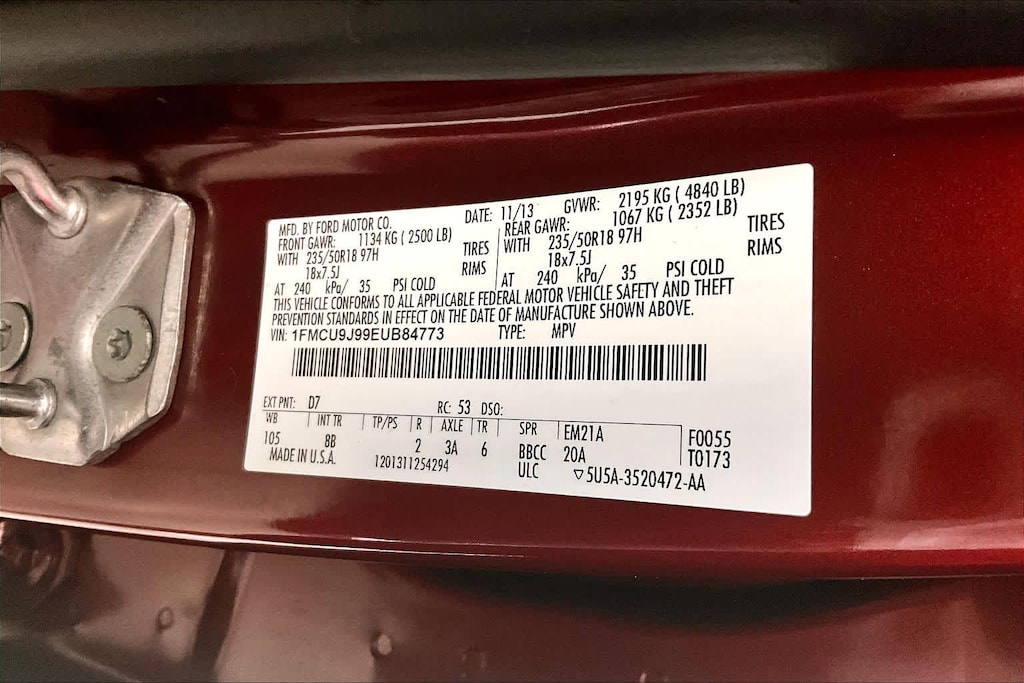 MFD. BY FORD MOTOR CO. DATE: 11/13 GVWR: 2195 KG ( 4840 LB)
FRONT GAWR: 1134 KG ( 2500 LB) REAR GAWR: 1067 KG ( 2352 LB)
WITH 235/50R18 97H TIRES WITH 235/50R18 97H TIRES
18x7.5J RIMS 18x7.5J RIMS
AT 240 kPa/ 35 PSI COLD AT 240 kPa/ 35 PSI COLD
THIS VEHICLE CONFORMS TO ALL APPLICABLE FEDERAL MOTOR VEHICLE SAFETY AND THEFT
PREVENTION STANDARDS IN EFFECT ON THE DATE OF MANUFACTURE SHOWN ABOVE.
VIN: 1FMCU9J99EUB84773 TYPE: MPV
EXT PNT: D7 RC: 53 DSO:
WB INT TR TP/PS R AXLE TR SPR EM21A F0055
105 8B 2 3A 6 BBCC 20A T0173
MADE IN U.S.A. 1201311254294 ULC ▽5U5A-3520472-AA